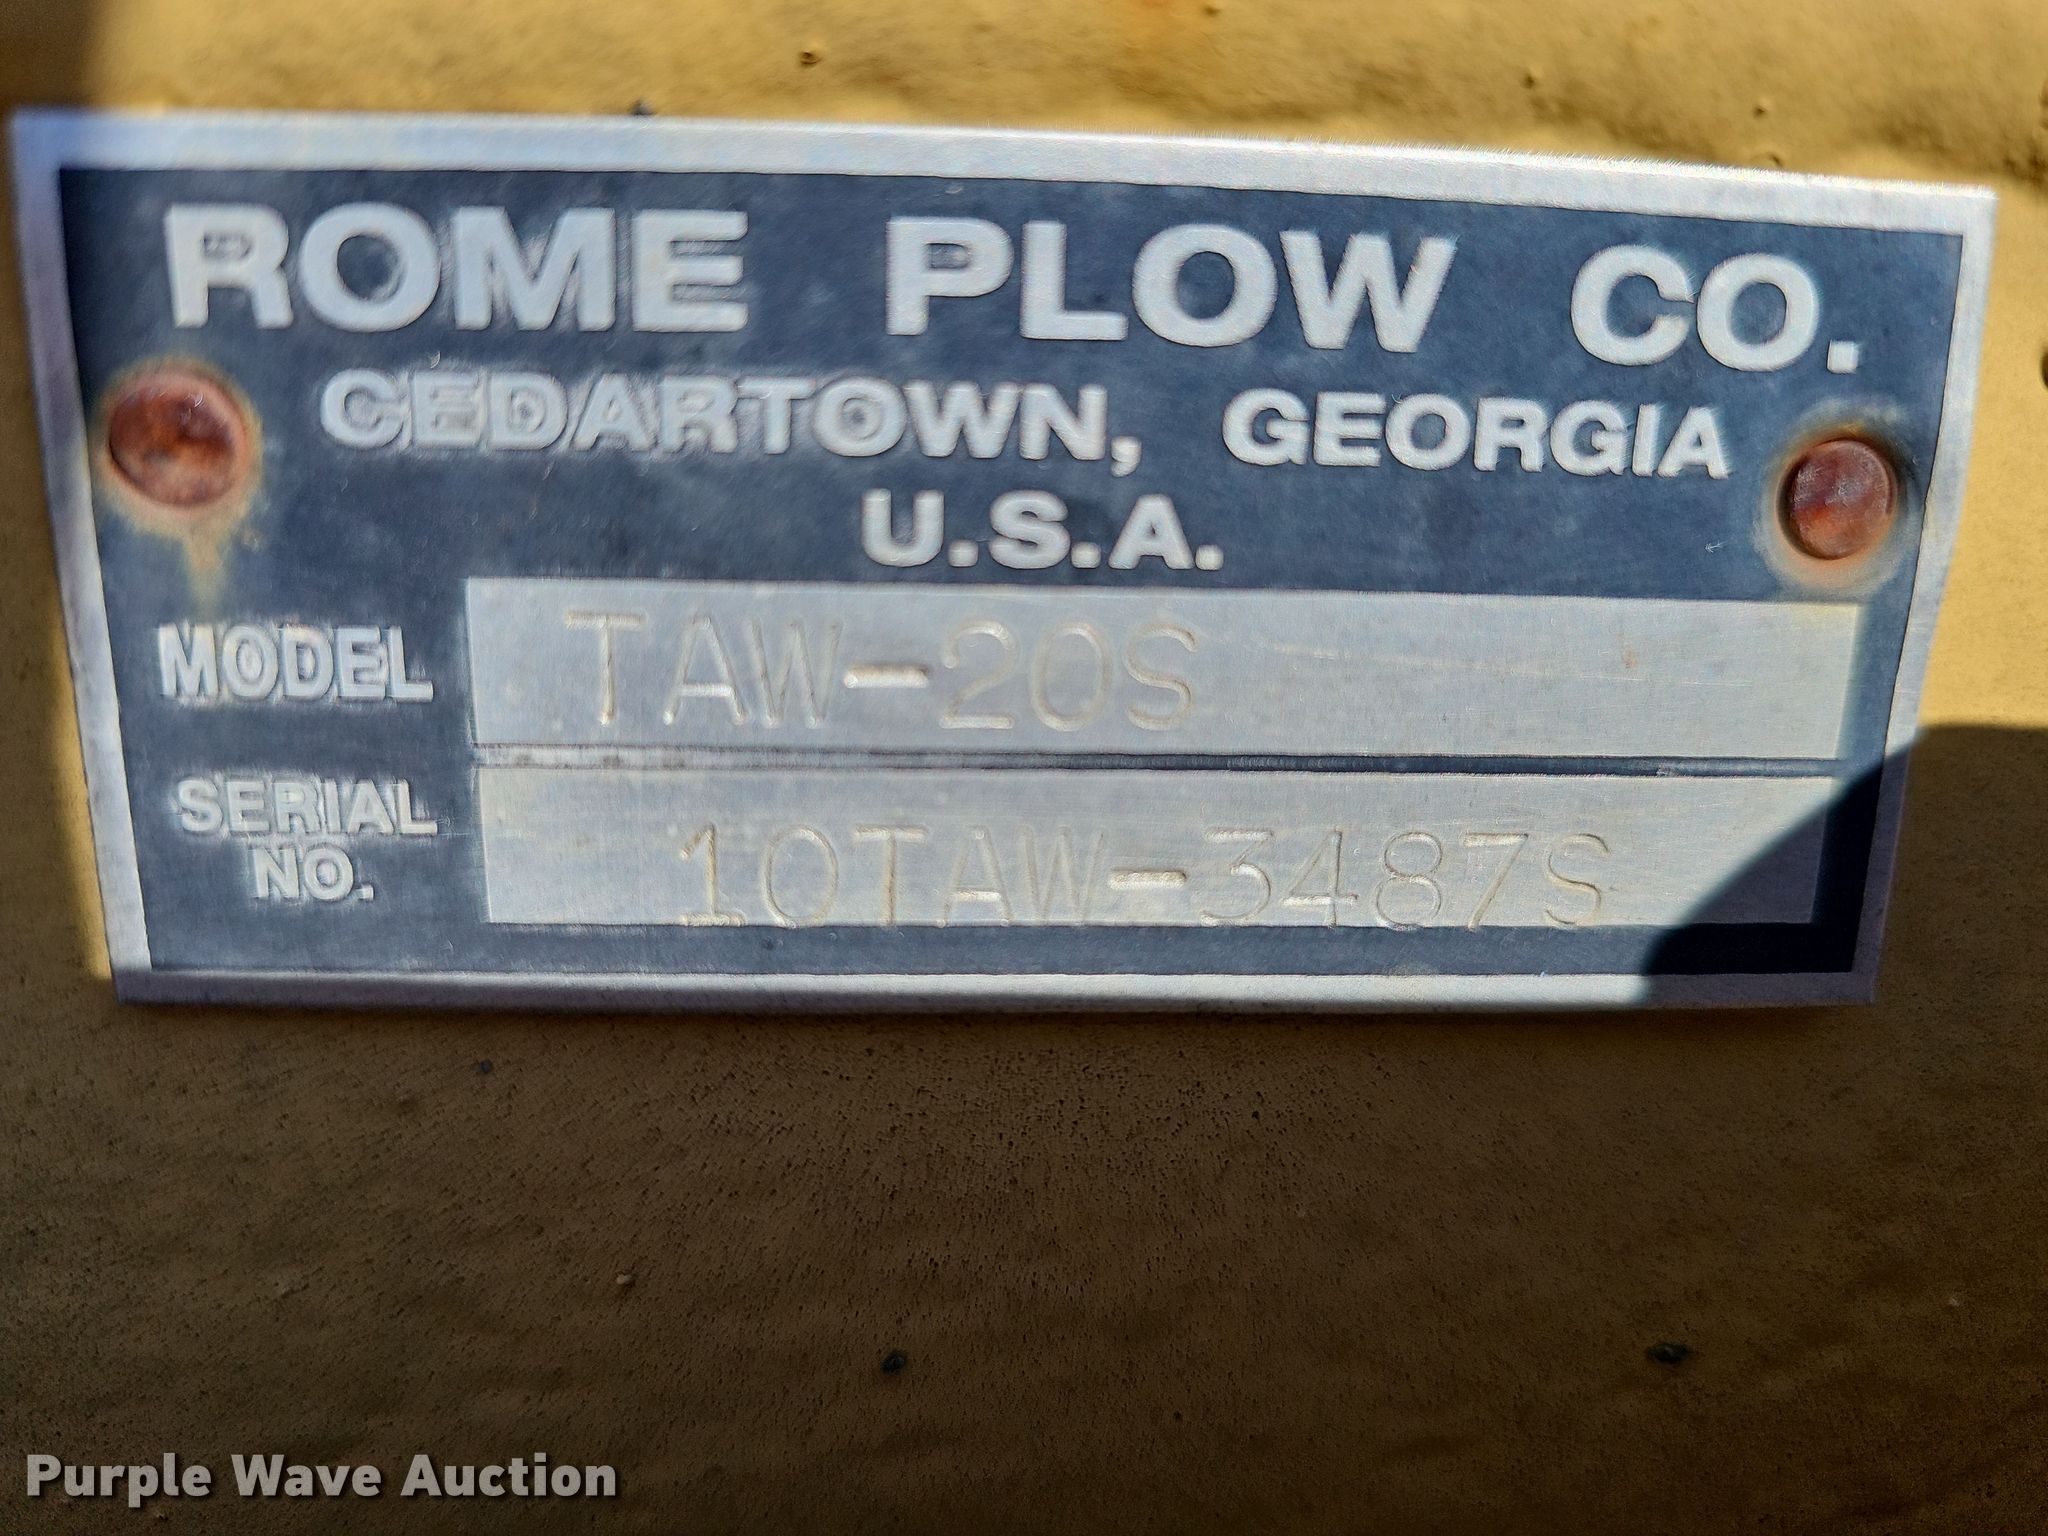 ROME PLOW CO.
CEDARTOWN, GEORGIA
U.S.A.
MODEL TAW-20S
SERIAL NO. 10TAW-3487S
Purple Wave Auction